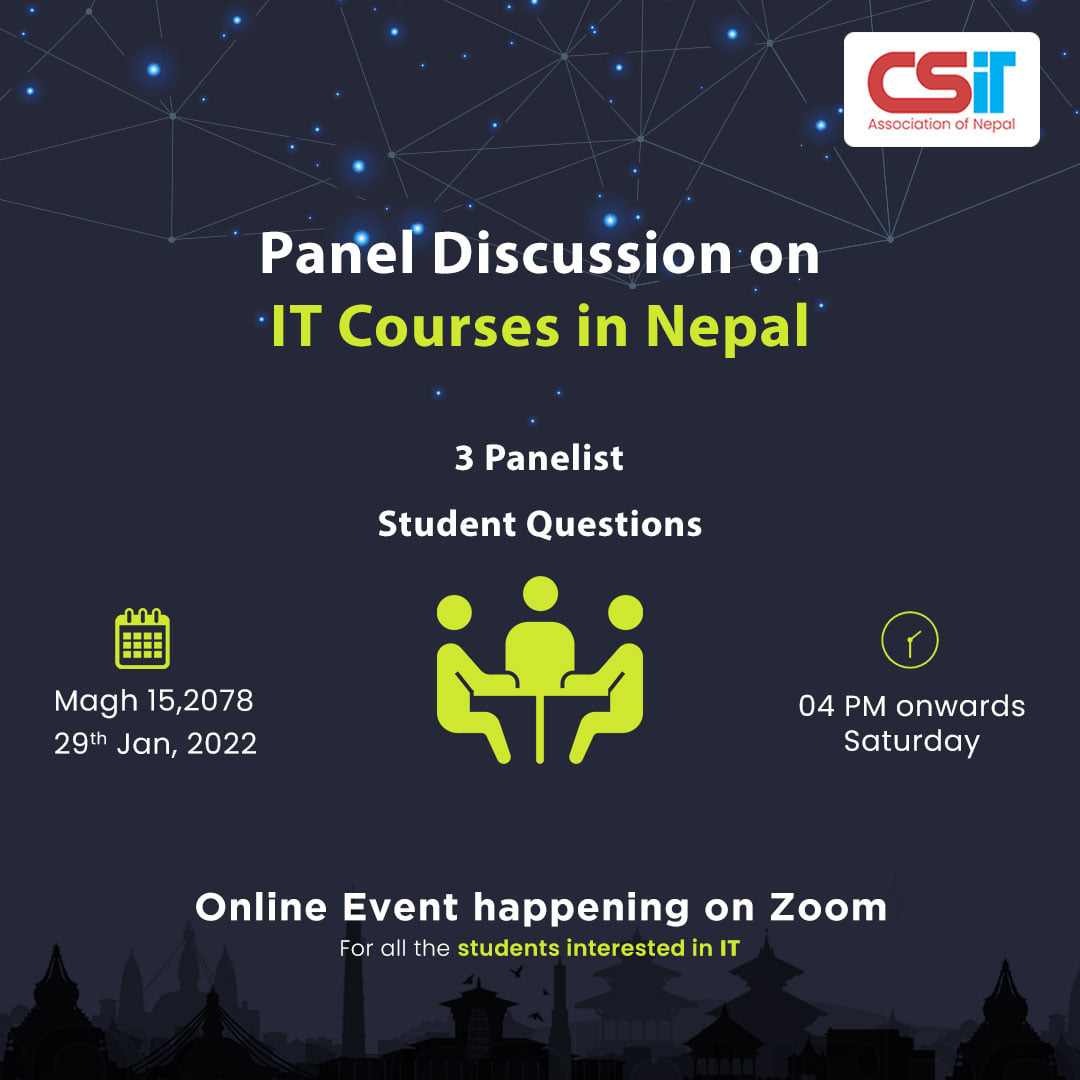 CSiT
Association of Nepal
Panel Discussion on
IT Courses in Nepal
3 Panelist
Student Questions
Magh 15,2078
29th Jan, 2022
04 PM onwards
Saturday
Online Event happening on Zoom
For all the students interested in IT